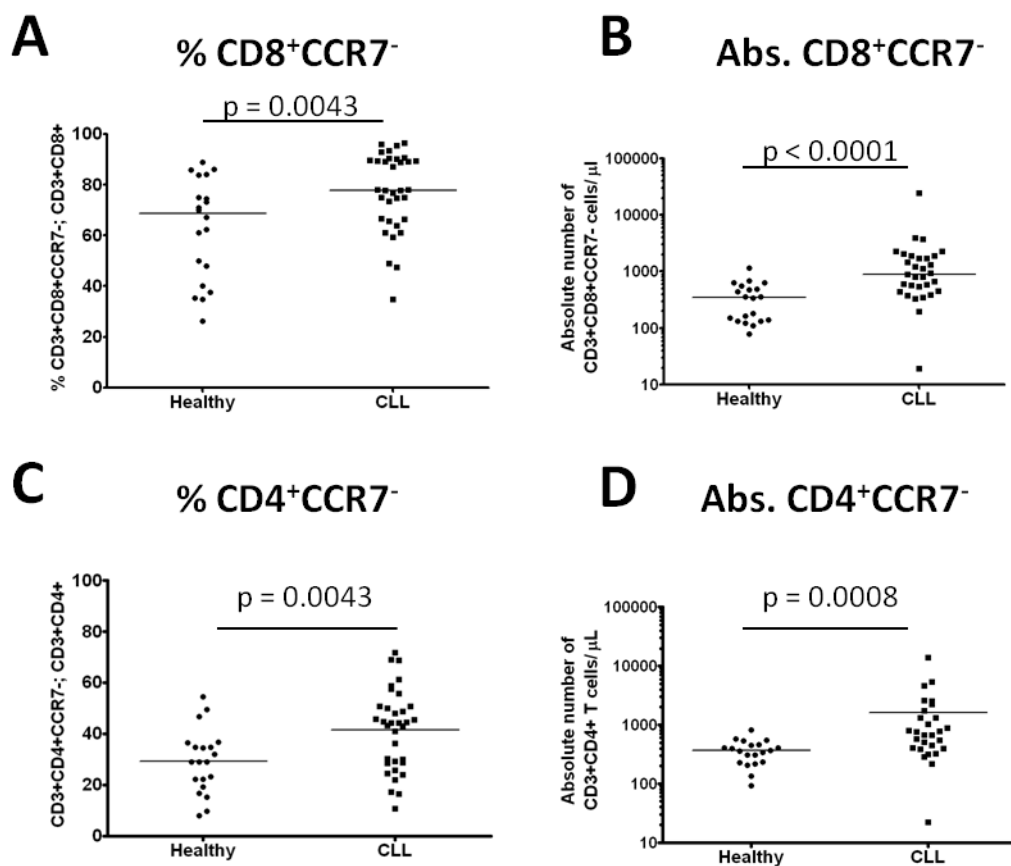 A
% CD8⁺CCR7⁻
p = 0.0043
% CD3+CD8+CCR7-; CD3+CD8+
100
80
60
40
20
0
Healthy CLL
B
Abs. CD8⁺CCR7⁻
p < 0.0001
Absolute number of
CD3+CD8+CCR7- cells/ µl
100000
10000
1000
100
10
Healthy CLL
C
% CD4⁺CCR7⁻
p = 0.0043
CD3+CD4+CCR7-; CD3+CD4+
100
80
60
40
20
0
Healthy CLL
D
Abs. CD4⁺CCR7⁻
p = 0.0008
Absolute number of
CD3+CD4+ T cells/ µL
100000
10000
1000
100
10
Healthy CLL